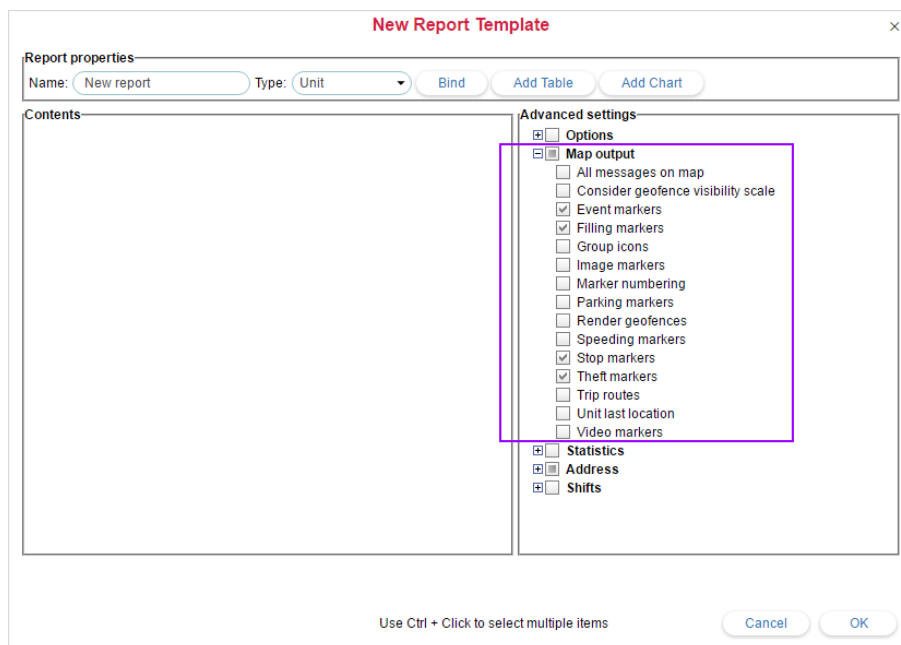 New Report Template
×
Report properties
Name: New report Type: Unit Bind Add Table Add Chart
Contents
Advanced settings
Options
Map output
All messages on map
Consider geofence visibility scale
Event markers
Filling markers
Group icons
Image markers
Marker numbering
Parking markers
Render geofences
Speeding markers
Stop markers
Theft markers
Trip routes
Unit last location
Video markers
Statistics
Address
Shifts
Use Ctrl + Click to select multiple items Cancel OK